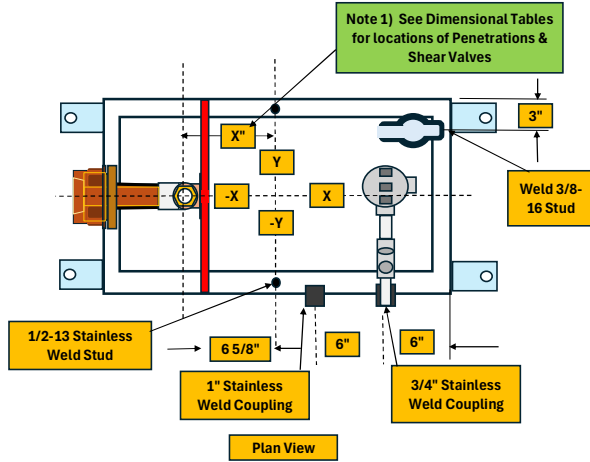 Note 1) See Dimensional Tables
for locations of Penetrations &
Shear Valves
X"
3"
Y
-X
X
-Y
Weld 3/8-
16 Stud
1/2-13 Stainless
Weld Stud
6 5/8"
6"
6"
1" Stainless
Weld Coupling
3/4" Stainless
Weld Coupling
Plan View